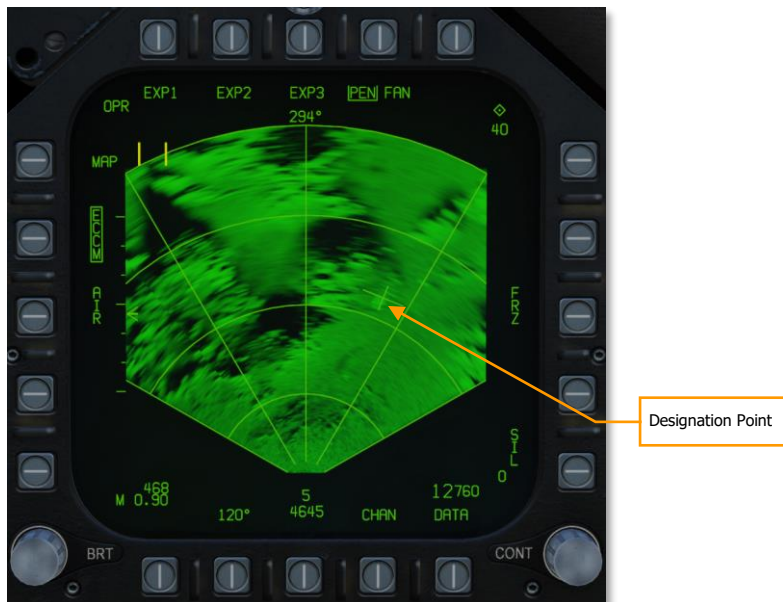 EXP1 EXP2 EXP3 PEN FAN
OPR
294°
40
MAP
ECCM
AIR
FRZ
Designation Point
SIL
0
468
M 0.90
5
12760
120°
4645
CHAN
DATA
BRT
CONT